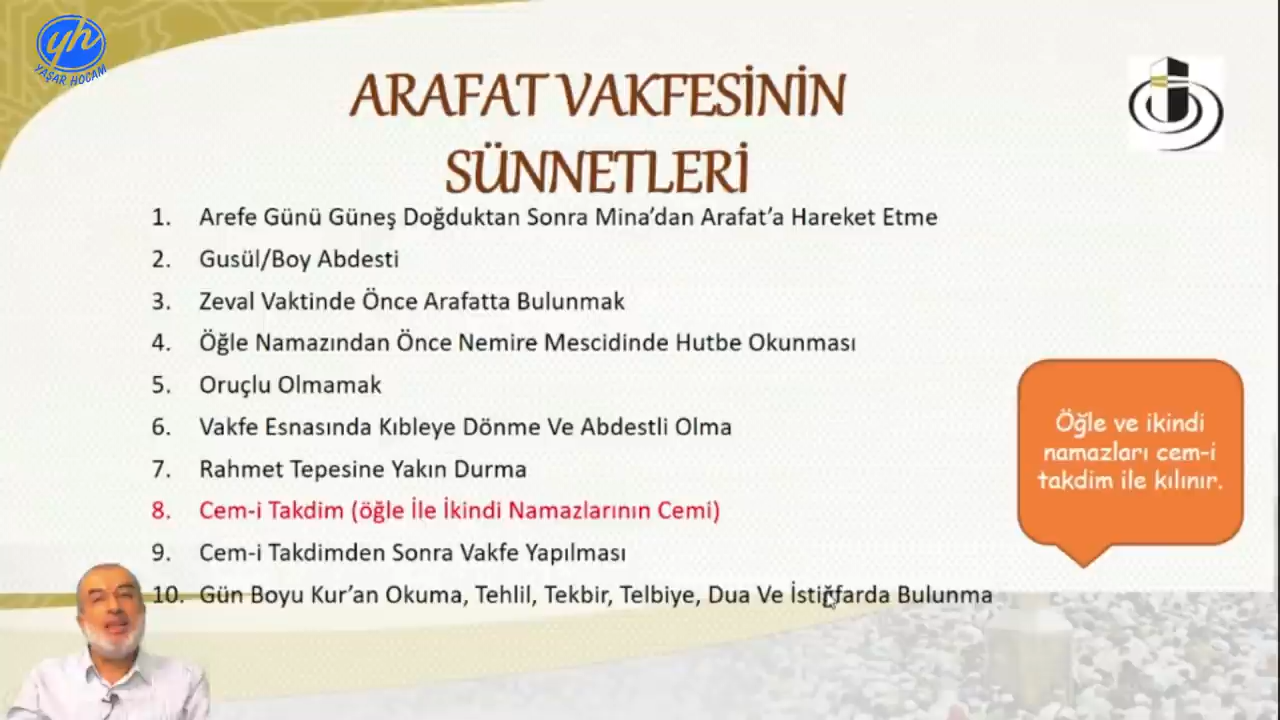 yh
YAŞAR HOCAM
ARAFAT VAKFESİNİN
SÜNNETLERİ
1. Arefe Günü Güneş Doğduktan Sonra Mina’dan Arafat’a Hareket Etme
2. Gusül/Boy Abdesti
3. Zeval Vaktinde Önce Arafatta Bulunmak
4. Öğle Namazından Önce Nemire Mescidinde Hutbe Okunması
5. Oruçlu Olmamak
6. Vakfe Esnasında Kıbleye Dönme Ve Abdestli Olma
7. Rahmet Tepesine Yakın Durma
8. Cem-i Takdim (öğle İle İkindi Namazlarının Cemi)
9. Cem-i Takdimden Sonra Vakfe Yapılması
10. Gün Boyu Kur’an Okuma, Tehlil, Tekbir, Telbiye, Dua Ve İstiğfarda Bulunma
Öğle ve ikindi
namazları cem-i
takdim ile kılınır.